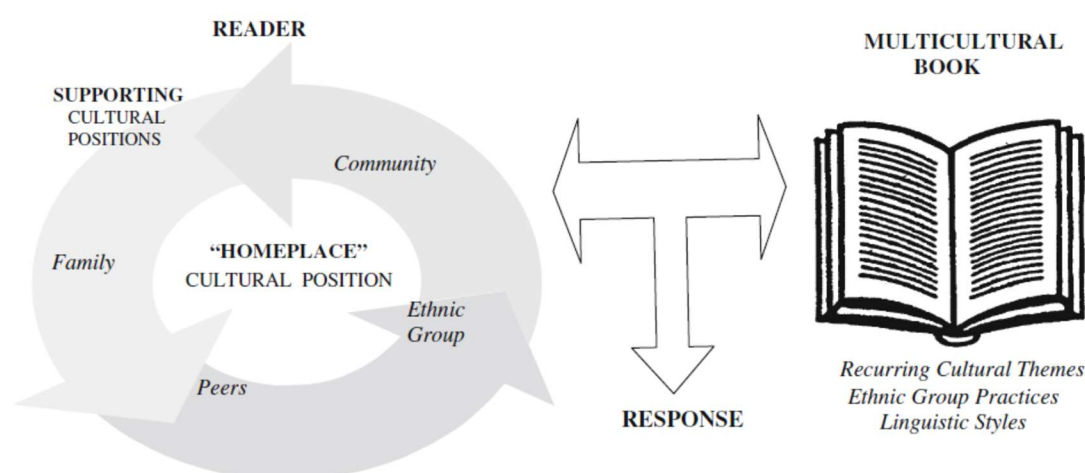 READER
SUPPORTING
CULTURAL
POSITIONS
Community
Family
“HOMEPLACE”
CULTURAL POSITION
Ethnic
Group
Peers
RESPONSE
MULTICULTURAL
BOOK
Recurring Cultural Themes
Ethnic Group Practices
Linguistic Styles